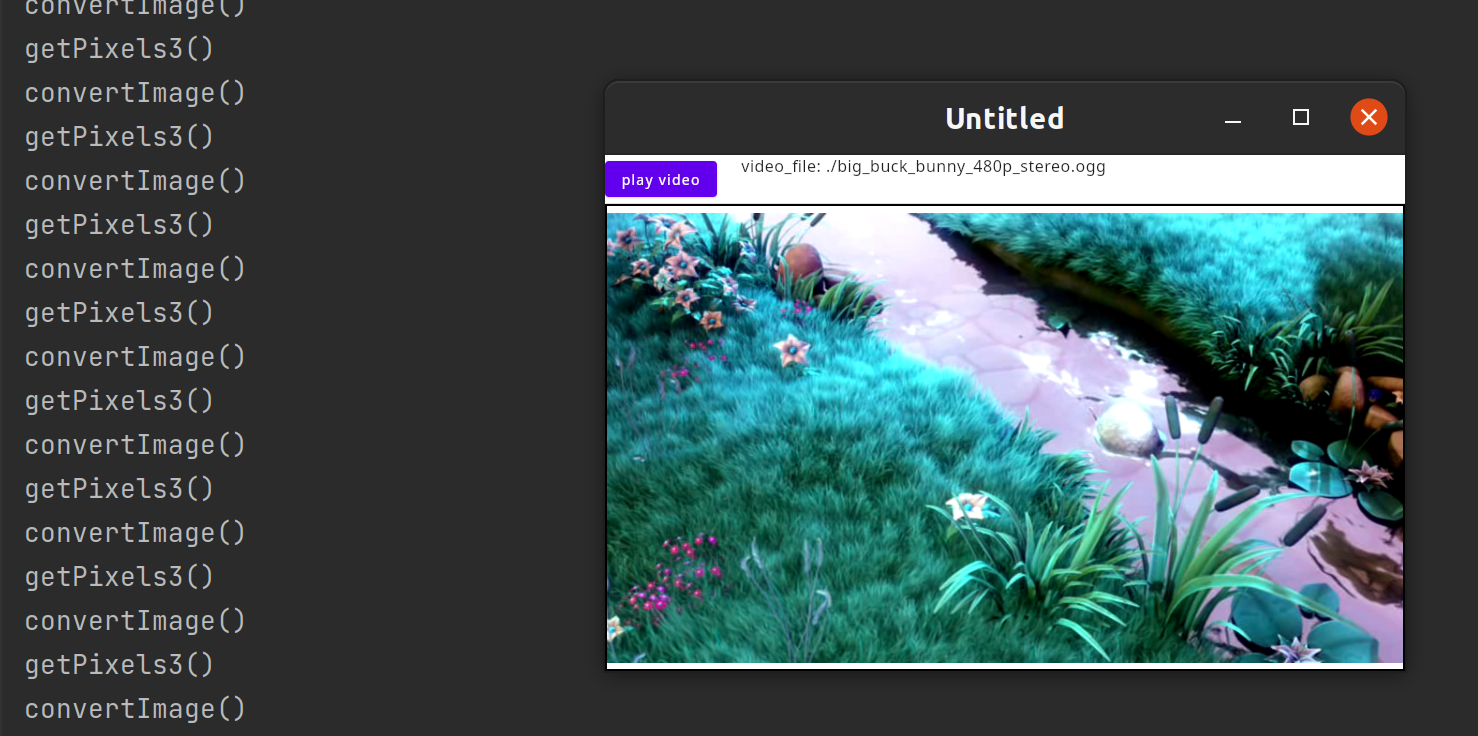 convertImage()
getPixels3()
convertImage()
getPixels3()
convertImage()
getPixels3()
convertImage()
getPixels3()
convertImage()
getPixels3()
convertImage()
getPixels3()
convertImage()
getPixels3()
convertImage()
getPixels3()
convertImage()
Untitled
play video
video_file: ./big_buck_bunny_480p_stereo.ogg